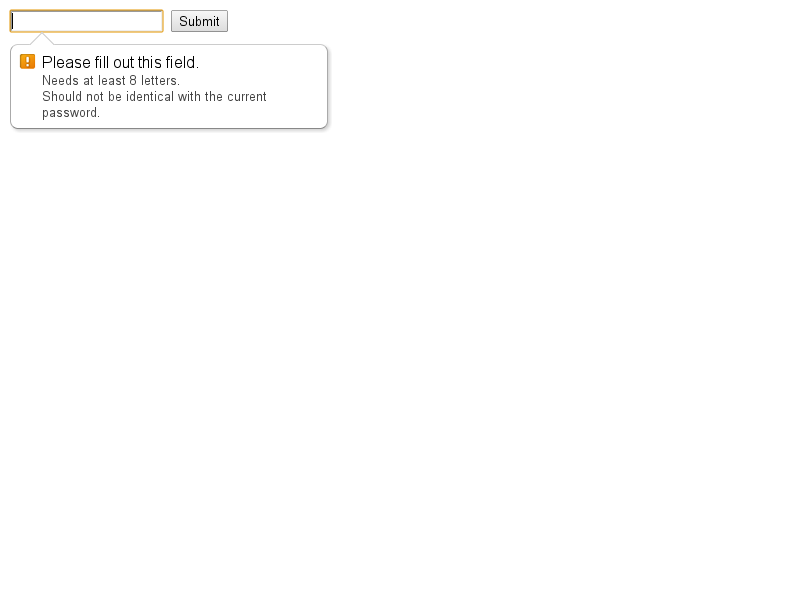 Submit
Please fill out this field.
Needs at least 8 letters.
Should not be identical with the current
password.